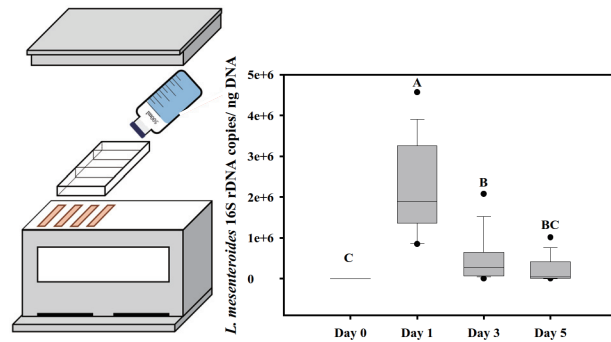 500ml
L. mesenteroides 16S rDNA copies/ ng DNA
5e+6
4e+6
3e+6
2e+6
1e+6
0
A
B
BC
C
Day 0 Day 1 Day 3 Day 5